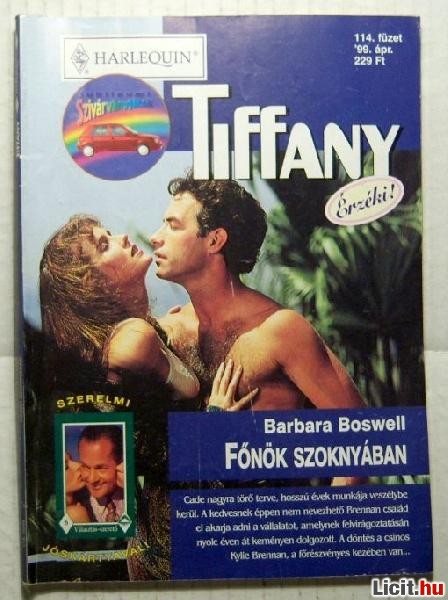 HARLEQUIN®
114. füzet
'99. ápr.
229 Ft
TIFFANY
Érzéki!
SZERELMI
JÓSKÁRTYÁVAL!
Barbara Boswell
FŐNÖK SZOKNYÁBAN
Cade nagyra törő terve, hosszú évek munkája veszélybe
kerül. A kedvesnek éppen nem nevezhető Brennan család
el akarja adni a vállalatot, amelynek felvirágoztatásán
nyolc éven át keményen dolgozott. A döntés a csinos
Kylie Brennan, a főrészvényes kezében van...
Licit.hu